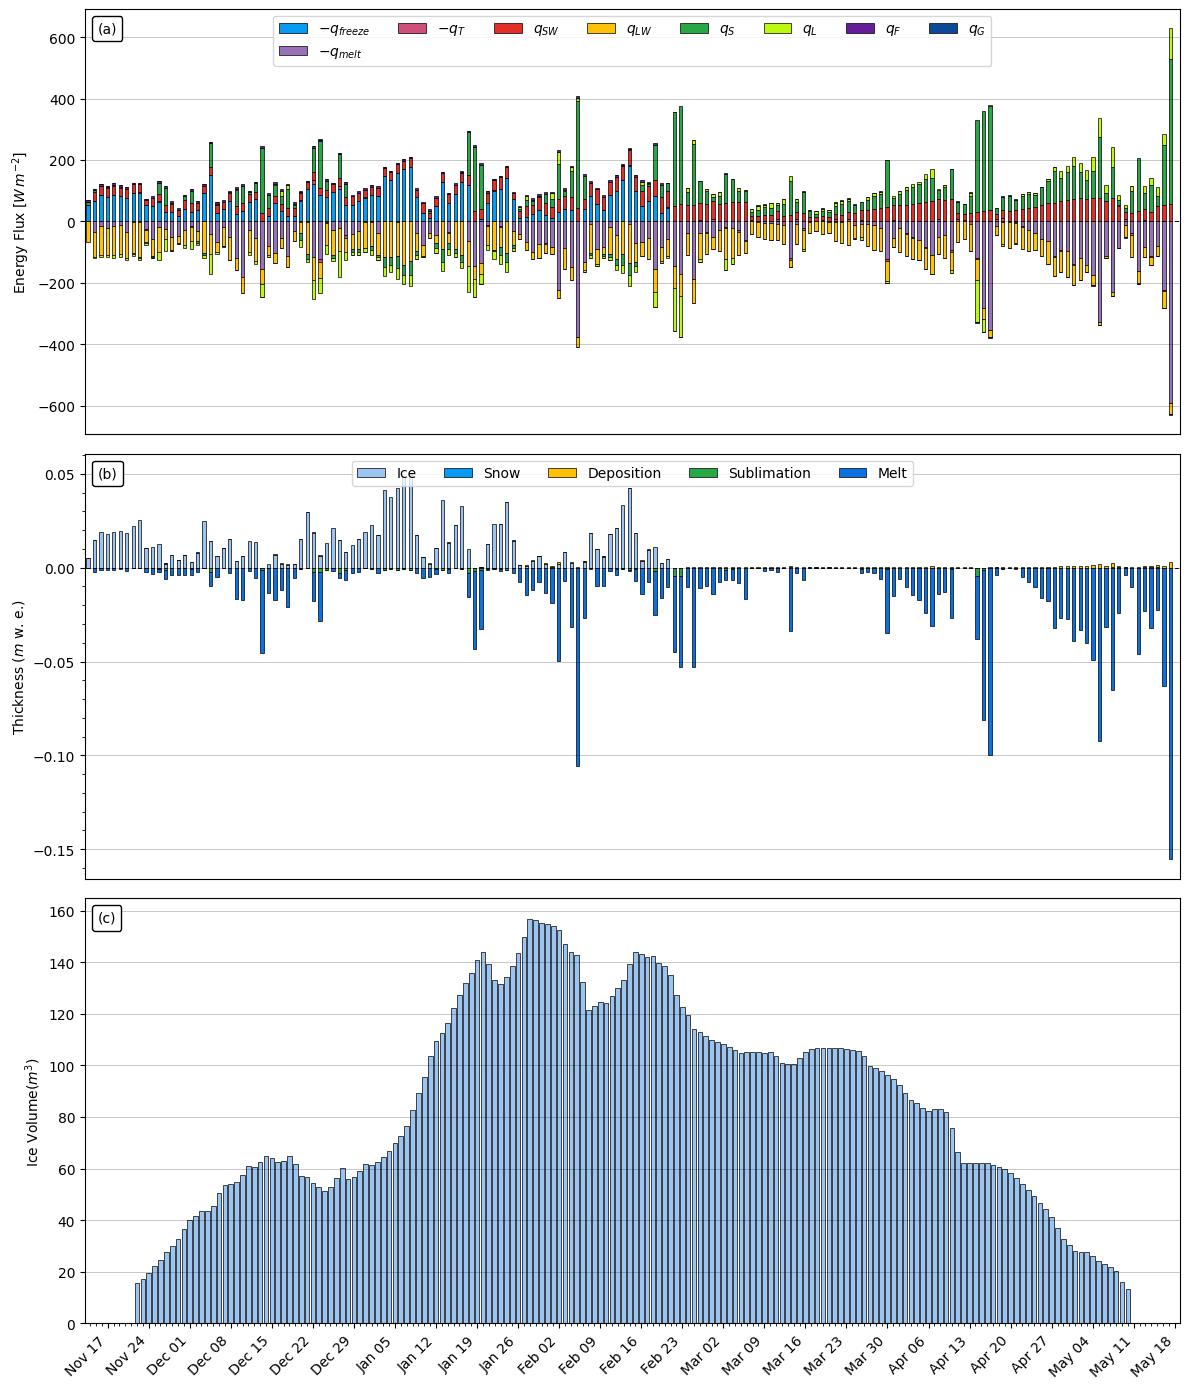 (a)
−q_freeze −q_T q_SW q_LW q_S q_L q_F q_G
−q_melt
600
400
200
0
−200
−400
−600
Energy Flux [W m⁻²]
(b)
Ice Snow Deposition Sublimation Melt
0.05
0.00
−0.05
−0.10
−0.15
Thickness (m w. e.)
(c)
160
140
120
100
80
60
40
20
0
Ice Volume(m³)
Nov 17 Nov 24 Dec 01 Dec 08 Dec 15 Dec 22 Dec 29 Jan 05 Jan 12 Jan 19 Jan 26 Feb 02 Feb 09 Feb 16 Feb 23 Mar 02 Mar 09 Mar 16 Mar 23 Mar 30 Apr 06 Apr 13 Apr 20 Apr 27 May 04 May 11 May 18